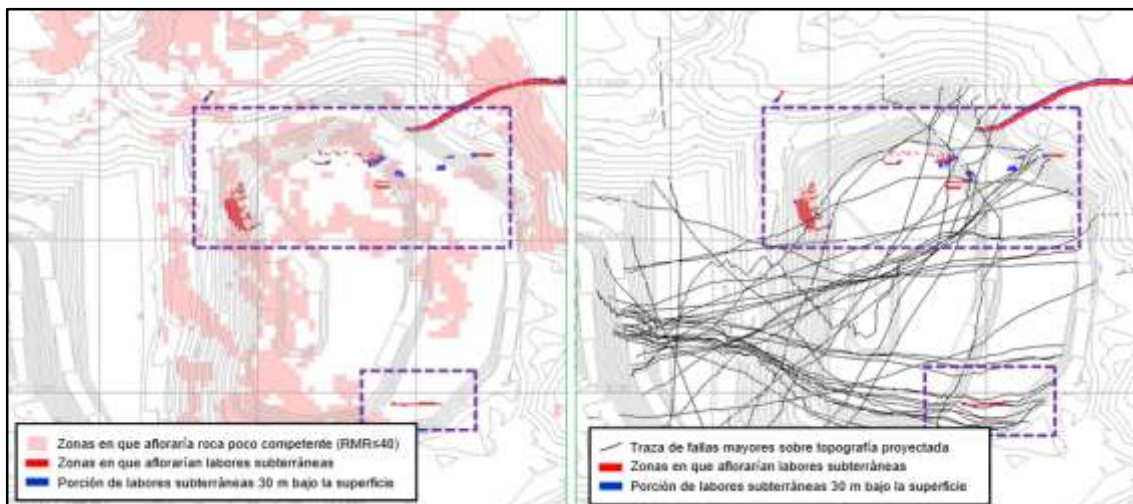 Zonas en que afloraría roca poco competente (RMR≤40)
Zonas en que aflorarían labores subterráneas
Porción de labores subterráneas 30 m bajo la superficie
Traza de fallas mayores sobre topografía proyectada
Zonas en que aflorarían labores subterráneas
Porción de labores subterráneas 30 m bajo la superficie